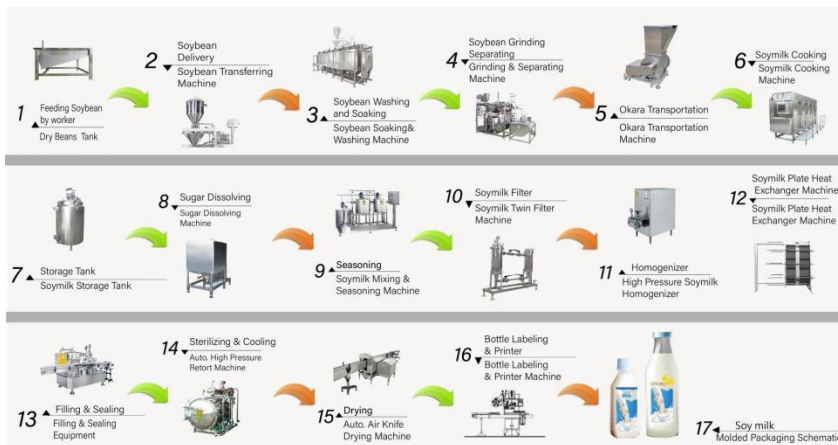 1
Feeding Soybean
by worker
Dry Beans Tank
2
Soybean
Delivery
Soybean Transferring
Machine
3
Soybean Washing
and Soaking
Soybean Soaking&
Washing Machine
4
Soybean Grinding
Separating
Grinding & Separating
Machine
5
Okara Transportation
Okara Transportation
Machine
6
Soymilk Cooking
Soymilk Cooking
Machine
7
Storage Tank
Soymilk Storage Tank
8
Sugar Dissolving
Sugar Dissolving
Machine
9
Seasoning
Soymilk Mixing &
Seasoning Machine
10
Soymilk Filter
Soymilk Twin Filter
Machine
11
Homogenizer
High Pressure Soymilk
Homogenizer
12
Soymilk Plate Heat
Exchanger Machine
Soymilk Plate Heat
Exchanger Machine
13
Filling & Sealing
Filling & Sealing
Equipment
14
Sterilizing & Cooling
Auto. High Pressure
Retort Machine
15
Drying
Auto. Air Knife
Drying Machine
16
Bottle Labeling
& Printer
Bottle Labeling
& Printer Machine
17
Soy milk
Molded Packaging Schematic